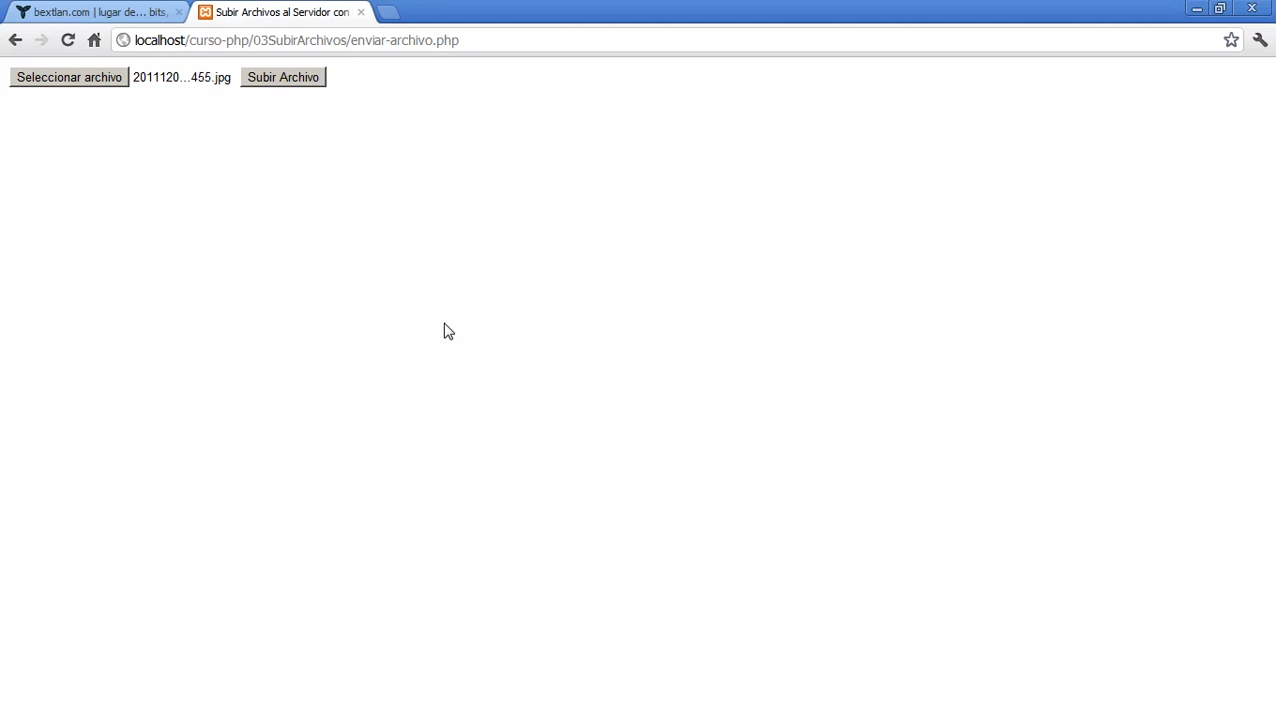 bextlan.com | lugar de... bits,
Subir Archivos al Servidor con
localhost/curso-php/03SubirArchivos/enviar-archivo.php
Seleccionar archivo 2011120...455.jpg Subir Archivo